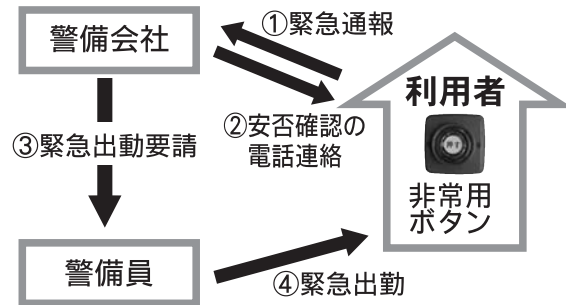 警備会社
①緊急通報
②安否確認の
電話連絡
利用者
非常用
ボタン
③緊急出動要請
警備員
④緊急出勤